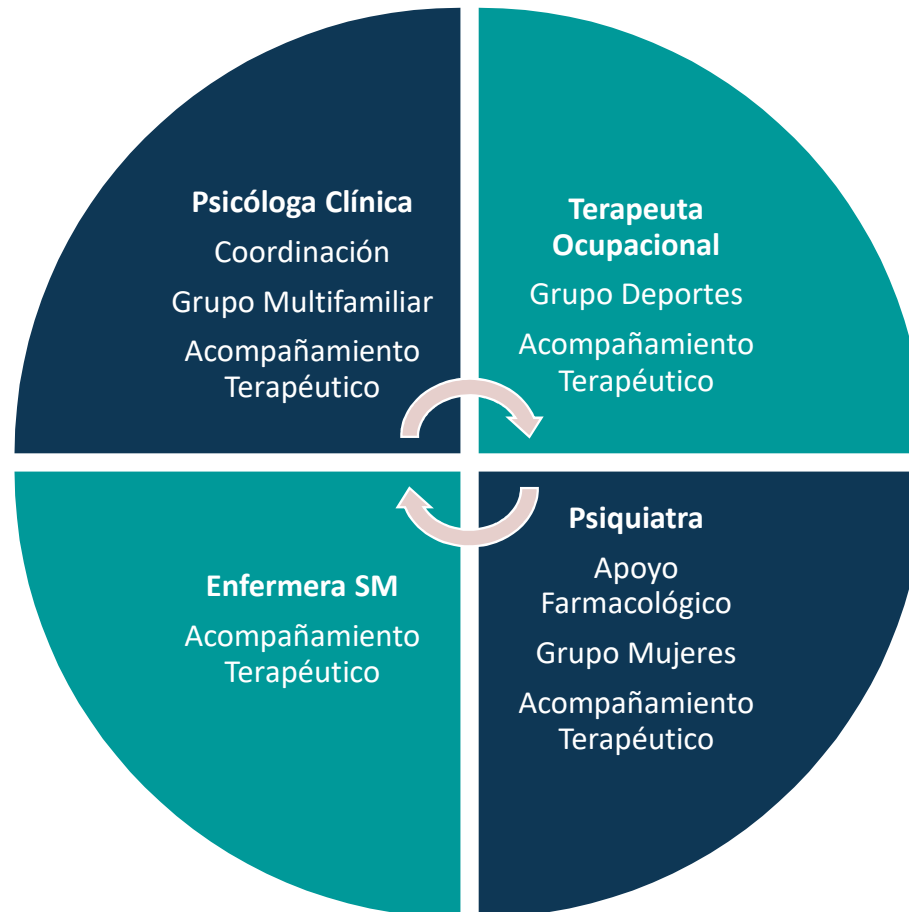 Psicóloga Clínica
Coordinación
Grupo Multifamiliar
Acompañamiento
Terapéutico
Terapeuta
Ocupacional
Grupo Deportes
Acompañamiento
Terapéutico
Enfermera SM
Acompañamiento
Terapéutico
Psiquiatra
Apoyo
Farmacológico
Grupo Mujeres
Acompañamiento
Terapéutico